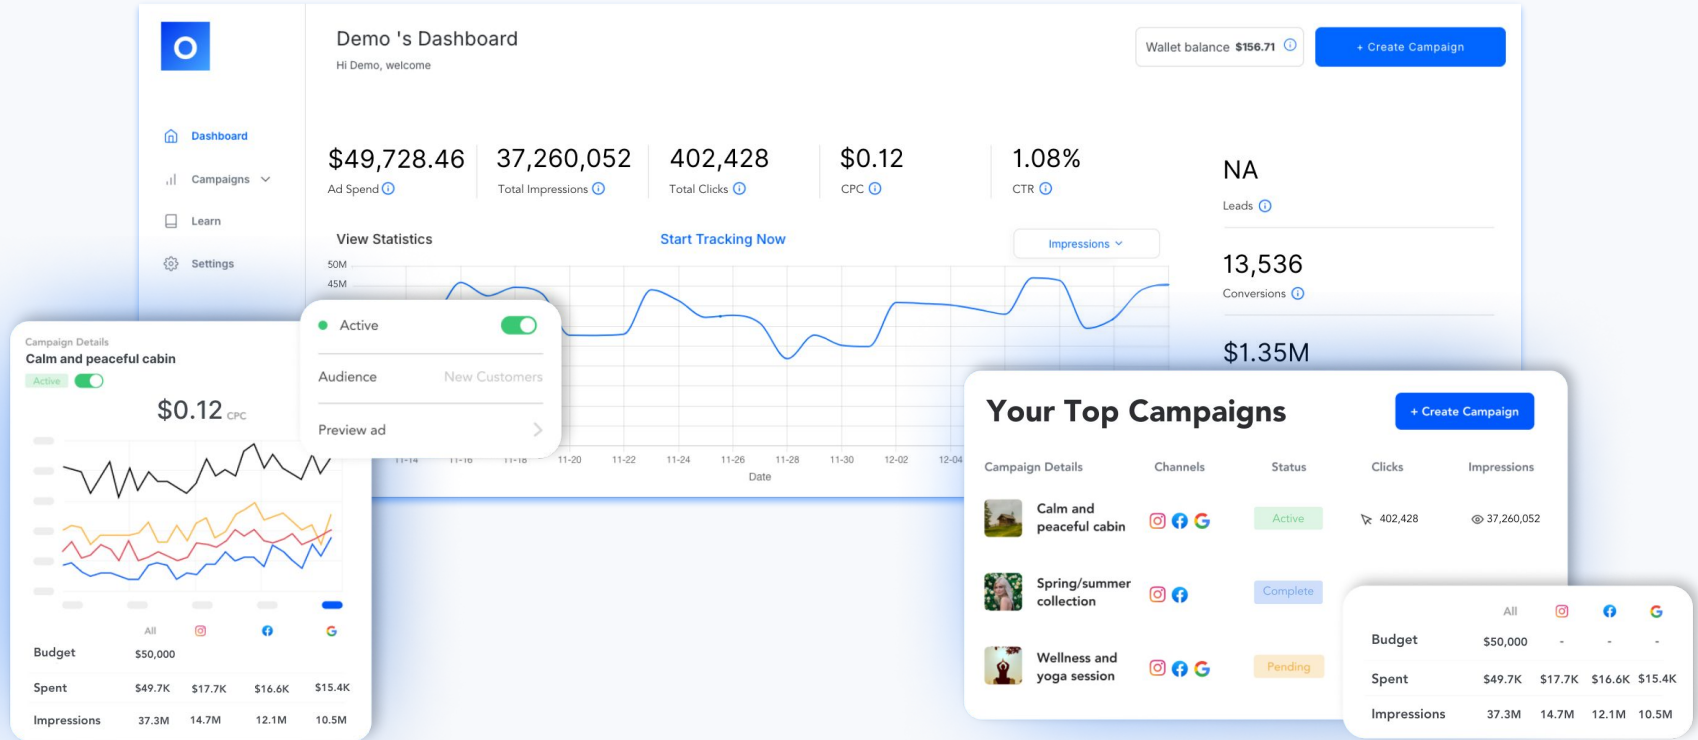 Demo 's Dashboard
Hi Demo, welcome
Wallet balance $156.71
+ Create Campaign
Dashboard
Campaigns
Learn
Settings
$49,728.46
Ad Spend
37,260,052
Total Impressions
402,428
Total Clicks
$0.12
CPC
1.08%
CTR
NA
Leads
13,536
Conversions
$1.35M
View Statistics
Start Tracking Now
Impressions
50M
45M
11-14 11-16 11-18 11-20 11-22 11-24 11-26 11-28 11-30 12-02 12-04
Date
Active
Audience New Customers
Preview ad
Campaign Details
Calm and peaceful cabin
Active
$0.12 CPC
All
Budget $50,000
Spent $49.7K $17.7K $16.6K $15.4K
Impressions 37.3M 14.7M 12.1M 10.5M
Your Top Campaigns
+ Create Campaign
Campaign Details Channels Status Clicks Impressions
Calm and
peaceful cabin
Active 402,428 37,260,052
Spring/summer
collection
Complete
Wellness and
yoga session
Pending
All
Budget $50,000 - - -
Spent $49.7K $17.7K $16.6K $15.4K
Impressions 37.3M 14.7M 12.1M 10.5M